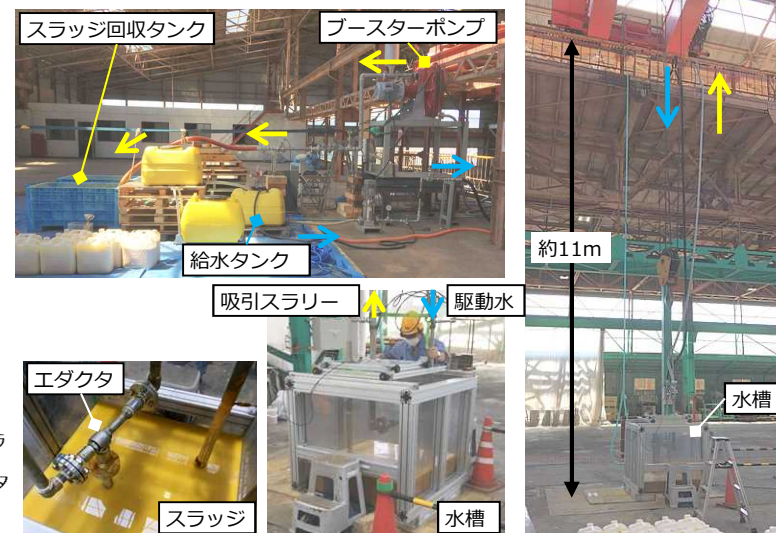 スラッジ回収タンク
ブースターポンプ
給水タンク
約11m
吸引スラリー
駆動水
エダクタ
水槽
スラッジ
水槽
ラ
タ